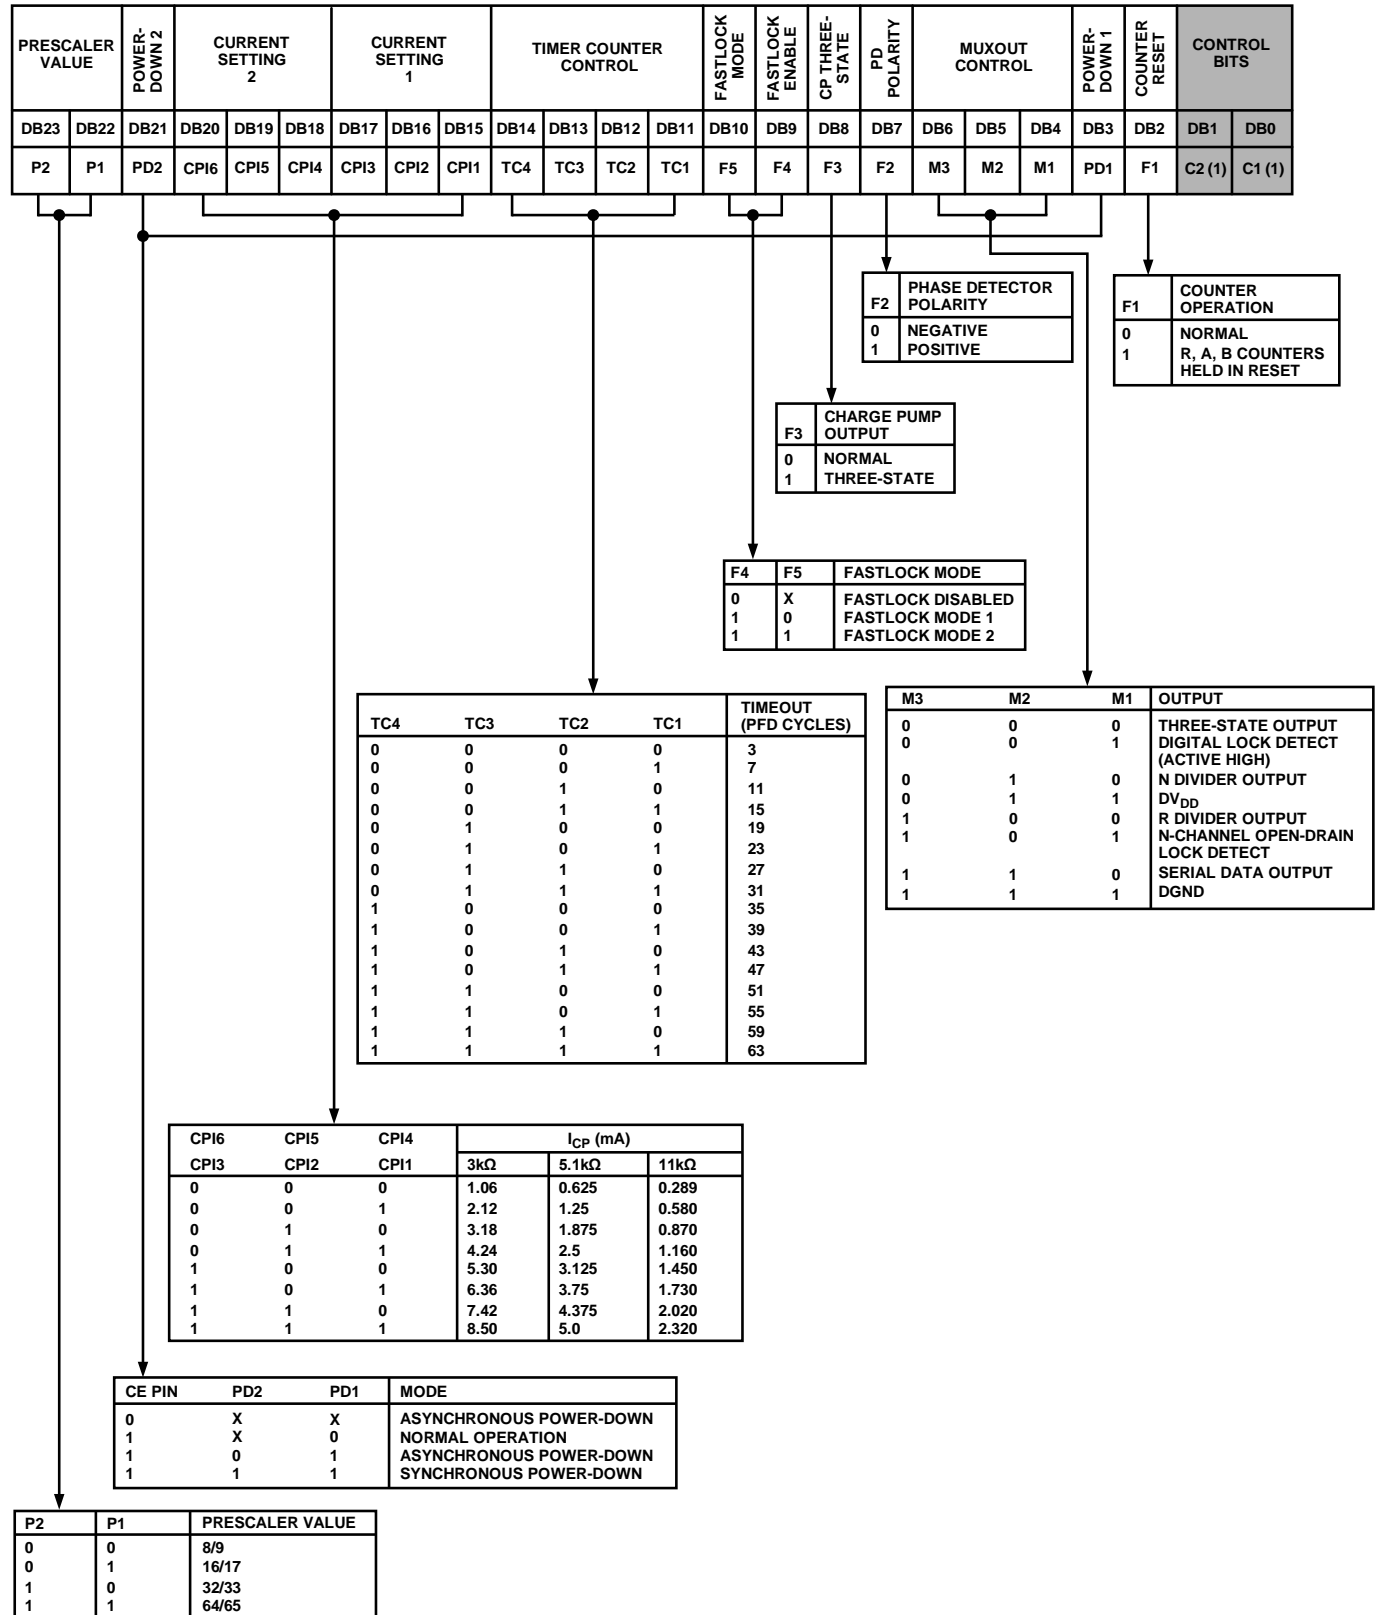 PRESCALER VALUE POWER-DOWN 2 CURRENT SETTING 2 CURRENT SETTING 1 TIMER COUNTER CONTROL FASTLOCK MODE FASTLOCK ENABLE CP THREE-STATE PD POLARITY MUXOUT CONTROL POWER-DOWN 1 COUNTER RESET CONTROL BITS
DB23 DB22 DB21 DB20 DB19 DB18 DB17 DB16 DB15 DB14 DB13 DB12 DB11 DB10 DB9 DB8 DB7 DB6 DB5 DB4 DB3 DB2 DB1 DB0
P2 P1 PD2 CPI6 CPI5 CPI4 CPI3 CPI2 CPI1 TC4 TC3 TC2 TC1 F5 F4 F3 F2 M3 M2 M1 PD1 F1 C2 (1) C1 (1)
F2 PHASE DETECTOR POLARITY
0 NEGATIVE
1 POSITIVE
F1 COUNTER OPERATION
0 NORMAL
1 R, A, B COUNTERS
HELD IN RESET
F3 CHARGE PUMP OUTPUT
0 NORMAL
1 THREE-STATE
F4 F5 FASTLOCK MODE
0 X FASTLOCK DISABLED
1 0 FASTLOCK MODE 1
1 1 FASTLOCK MODE 2
TC4 TC3 TC2 TC1 TIMEOUT (PFD CYCLES)
0 0 0 0 3
0 0 0 1 7
0 0 1 0 11
0 0 1 1 15
0 1 0 0 19
0 1 0 1 23
0 1 1 0 27
0 1 1 1 31
1 0 0 0 35
1 0 0 1 39
1 0 1 0 43
1 0 1 1 47
1 1 0 0 51
1 1 0 1 55
1 1 1 0 59
1 1 1 1 63
M3 M2 M1 OUTPUT
0 0 0 THREE-STATE OUTPUT
0 0 1 DIGITAL LOCK DETECT
(ACTIVE HIGH)
0 1 0 N DIVIDER OUTPUT
0 1 1 DVDD
1 0 0 R DIVIDER OUTPUT
1 0 1 N-CHANNEL OPEN-DRAIN
LOCK DETECT
1 1 0 SERIAL DATA OUTPUT
1 1 1 DGND
CPI6 CPI5 CPI4 ICP (mA)
CPI3 CPI2 CPI1 3kΩ 5.1kΩ 11kΩ
0 0 0 1.06 0.625 0.289
0 0 1 2.12 1.25 0.580
0 1 0 3.18 1.875 0.870
0 1 1 4.24 2.5 1.160
1 0 0 5.30 3.125 1.450
1 0 1 6.36 3.75 1.730
1 1 0 7.42 4.375 2.020
1 1 1 8.50 5.0 2.320
CE PIN PD2 PD1 MODE
0 X X ASYNCHRONOUS POWER-DOWN
1 X 0 NORMAL OPERATION
1 0 1 ASYNCHRONOUS POWER-DOWN
1 1 1 SYNCHRONOUS POWER-DOWN
P2 P1 PRESCALER VALUE
0 0 8/9
0 1 16/17
1 0 32/33
1 1 64/65